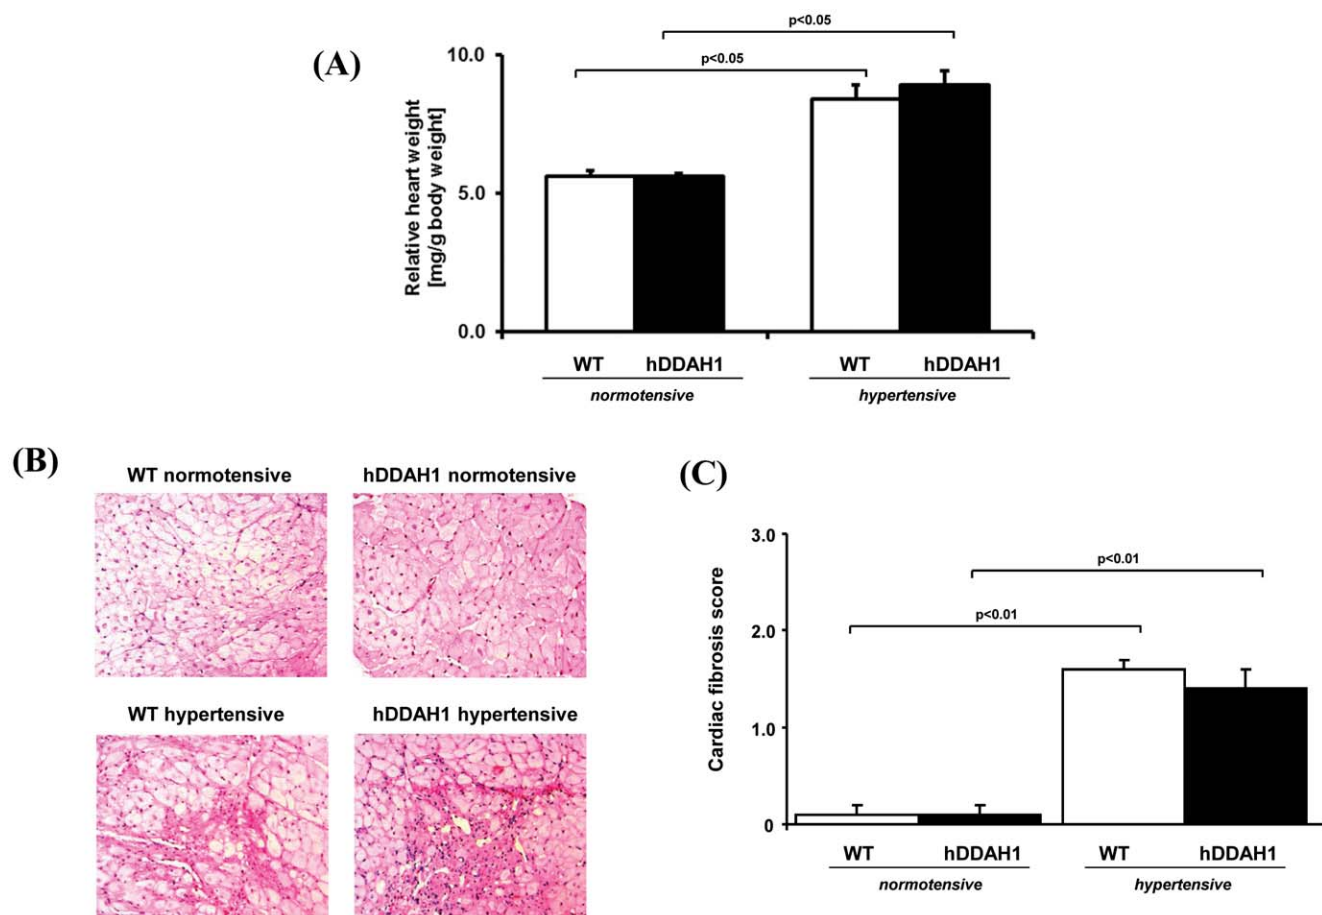 (A)
p<0.05
p<0.05
10.0
5.0
0.0
Relative heart weight
[mg/g body weight]
WT hDDAH1 WT hDDAH1
normotensive hypertensive
(B)
WT normotensive hDDAH1 normotensive
WT hypertensive hDDAH1 hypertensive
(C)
3.0
2.0
1.0
0
Cardiac fibrosis score
p<0.01
p<0.01
WT hDDAH1 WT hDDAH1
normotensive hypertensive